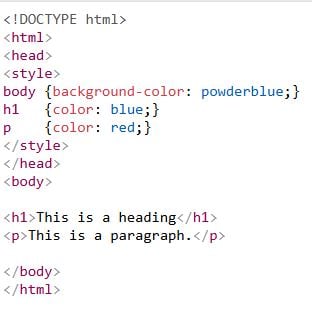 <!DOCTYPE html>
<html>
<head>
<style>
body {background-color: powderblue;}
h1   {color: blue;}
p    {color: red;}
</style>
</head>
<body>

<h1>This is a heading</h1>
<p>This is a paragraph.</p>

</body>
</html>